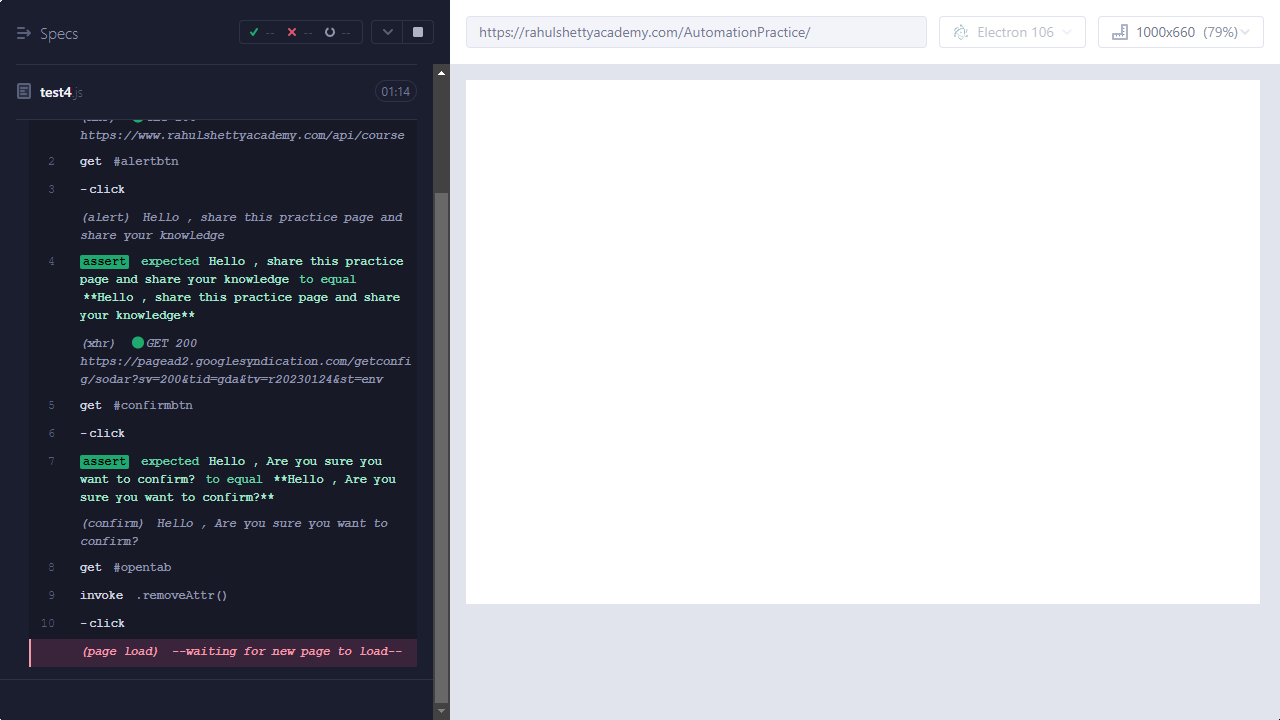 Specs
-- -- --
https://rahulshettyacademy.com/AutomationPractice/
Electron 106
1000x660 (79%)
test4.js
01:14
https://www.rahulshettyacademy.com/api/course
2 get #alertbtn
3 -click
(alert) Hello , share this practice page and
share your knowledge
4 assert expected Hello , share this practice
page and share your knowledge to equal
**Hello , share this practice page and share
your knowledge**
(xhr) GET 200
https://pagead2.googlesyndication.com/getconfi
g/sodar?sv=200&tid=gda&tv=r20230124&st=env
5 get #confirmbtn
6 -click
7 assert expected Hello , Are you sure you
want to confirm? to equal **Hello , Are you
sure you want to confirm?**
(confirm) Hello , Are you sure you want to
confirm?
8 get #opentab
9 invoke .removeAttr()
10 -click
(page load) --waiting for new page to load--